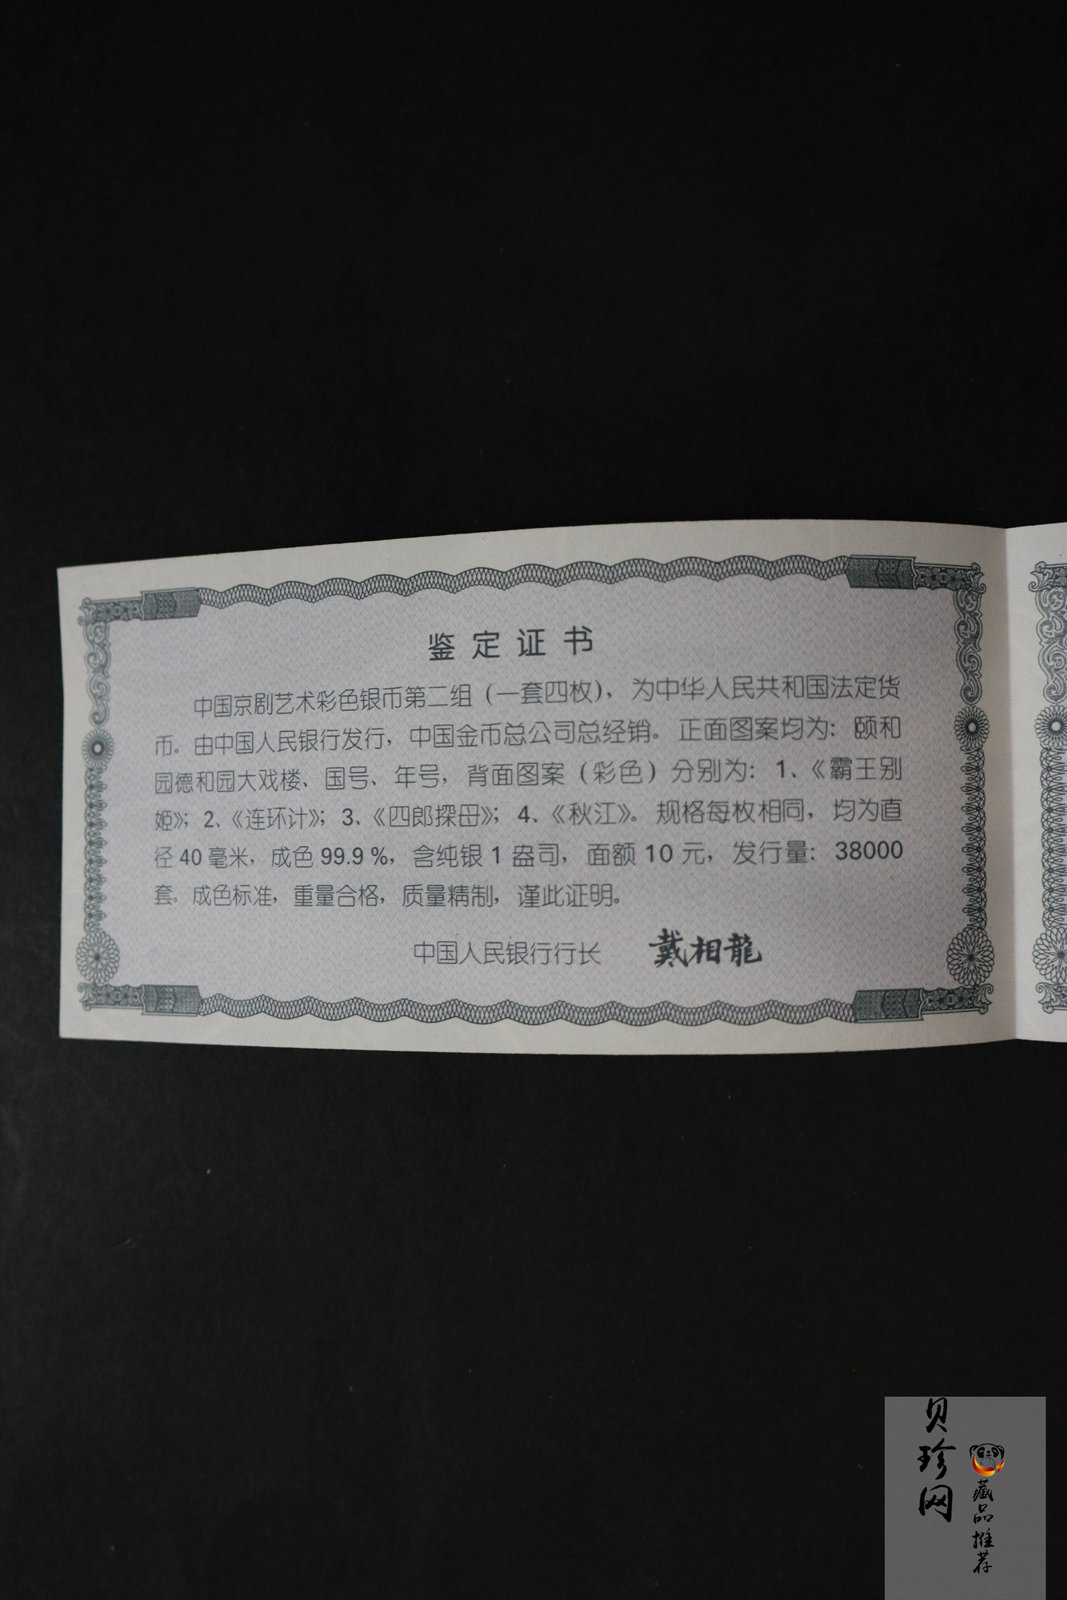 鉴定证书
中国京剧艺术彩色银币第二组（一套四枚），为中华人民共和国法定货
币。由中国人民银行发行，中国金币总公司总经销。正面图案均为：颐和
园德和园大戏楼、国号、年号，背面图案（彩色）分别为：1、《霸王别
姬》；2、《连环计》；3、《四郎探母》；4、《秋江》。规格每枚相同，均为直
径40毫米，成色99.9%，含纯银1盎司，面额10元，发行量：38000
套。成色标准，重量合格，质量精制，谨此证明。
中国人民银行行长 戴相龍
贝珍网
藏品推荐